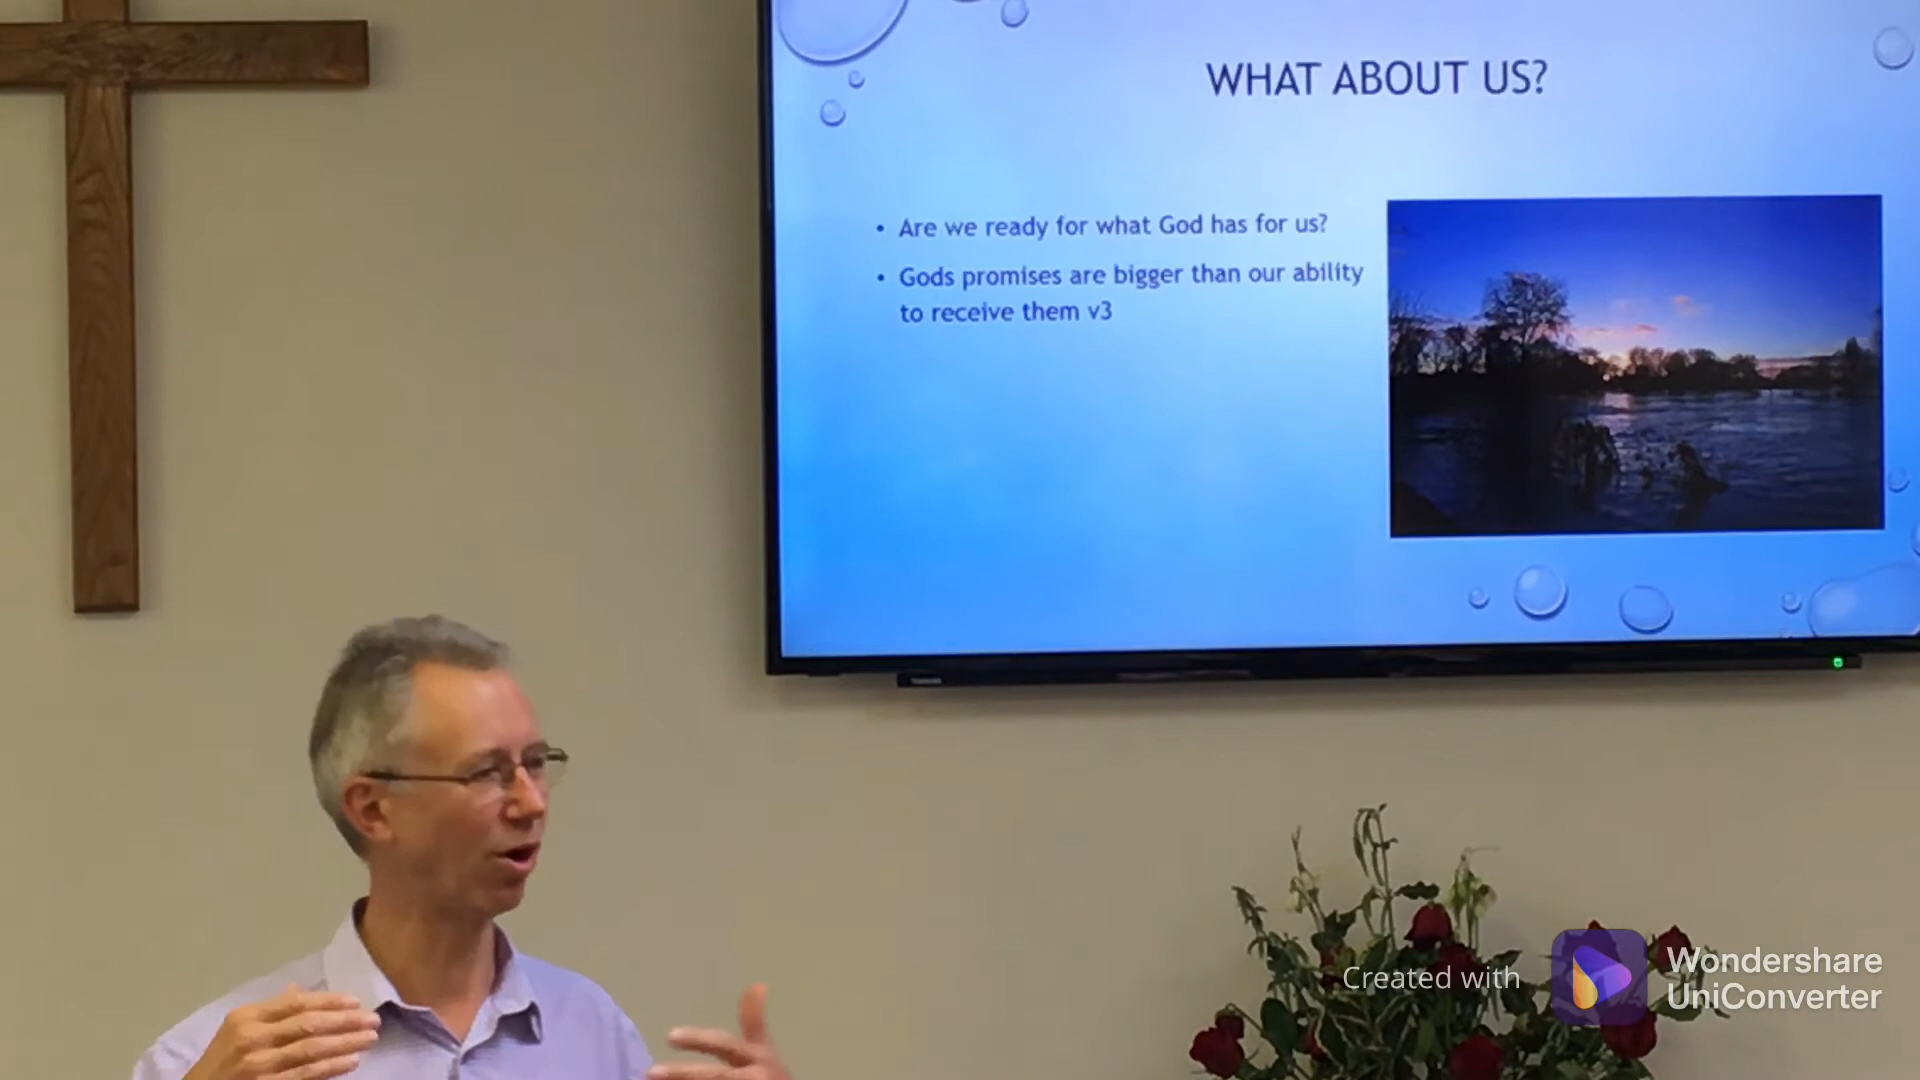 WHAT ABOUT US?
• Are we ready for what God has for us?
• Gods promises are bigger than our ability
to receive them v3
Created with
Wondershare
UniConverter